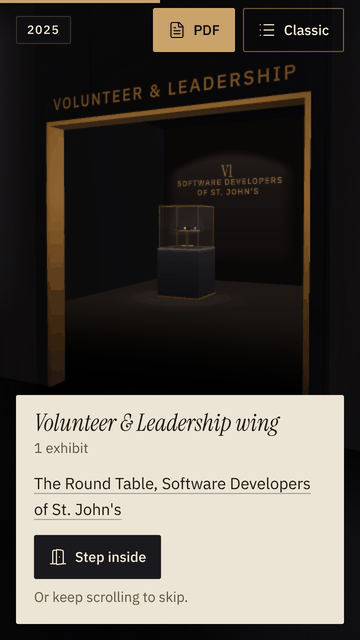 2025
PDF
Classic
VOLUNTEER & LEADERSHIP
VI
SOFTWARE DEVELOPERS
OF ST. JOHN'S
Volunteer & Leadership wing
1 exhibit
The Round Table, Software Developers
of St. John's
Step inside
Or keep scrolling to skip.